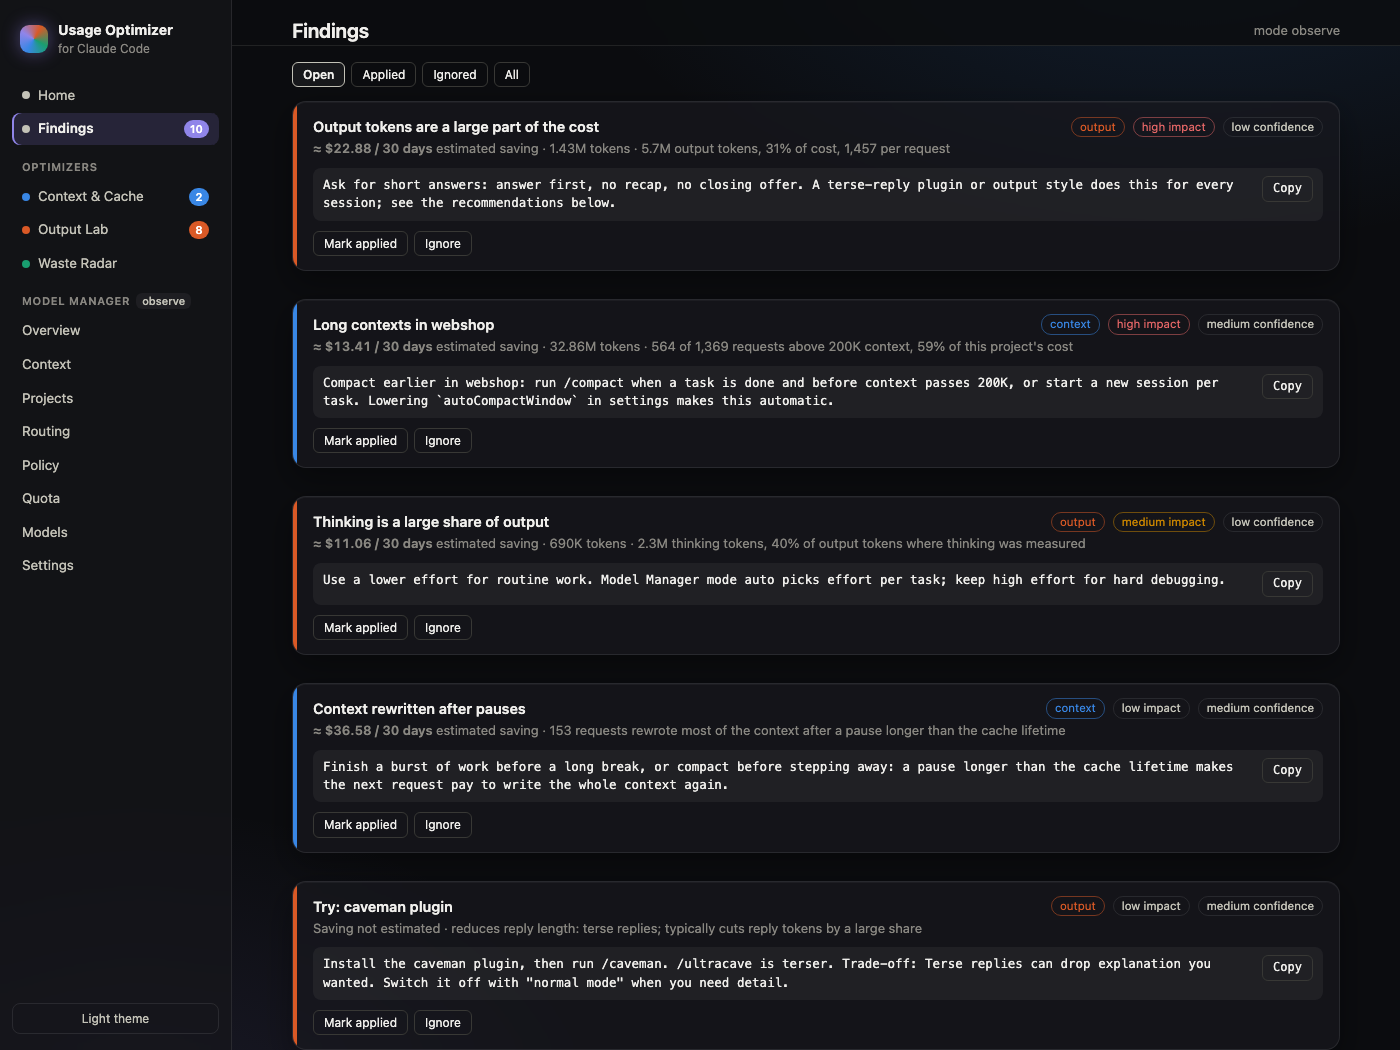 Usage Optimizer
for Claude Code
Home
Findings 10
OPTIMIZERS
Context & Cache 2
Output Lab 8
Waste Radar
MODEL MANAGER observe
Overview
Context
Projects
Routing
Policy
Quota
Models
Settings
Light theme
Findings
mode observe
Open Applied Ignored All
Output tokens are a large part of the cost
output high impact low confidence
≈ $22.88 / 30 days estimated saving · 1.43M tokens · 5.7M output tokens, 31% of cost, 1,457 per request
Ask for short answers: answer first, no recap, no closing offer. A terse-reply plugin or output style does this for every
session; see the recommendations below.
Copy
Mark applied Ignore
Long contexts in webshop
context high impact medium confidence
≈ $13.41 / 30 days estimated saving · 32.86M tokens · 564 of 1,369 requests above 200K context, 59% of this project's cost
Compact earlier in webshop: run /compact when a task is done and before context passes 200K, or start a new session per
task. Lowering `autoCompactWindow` in settings makes this automatic.
Copy
Mark applied Ignore
Thinking is a large share of output
output medium impact low confidence
≈ $11.06 / 30 days estimated saving · 690K tokens · 2.3M thinking tokens, 40% of output tokens where thinking was measured
Use a lower effort for routine work. Model Manager mode auto picks effort per task; keep high effort for hard debugging.
Copy
Mark applied Ignore
Context rewritten after pauses
context low impact medium confidence
≈ $36.58 / 30 days estimated saving · 153 requests rewrote most of the context after a pause longer than the cache lifetime
Finish a burst of work before a long break, or compact before stepping away: a pause longer than the cache lifetime makes
the next request pay to write the whole context again.
Copy
Mark applied Ignore
Try: caveman plugin
output low impact medium confidence
Saving not estimated · reduces reply length: terse replies; typically cuts reply tokens by a large share
Install the caveman plugin, then run /caveman. /ultracave is terser. Trade-off: Terse replies can drop explanation you
wanted. Switch it off with "normal mode" when you need detail.
Copy
Mark applied Ignore